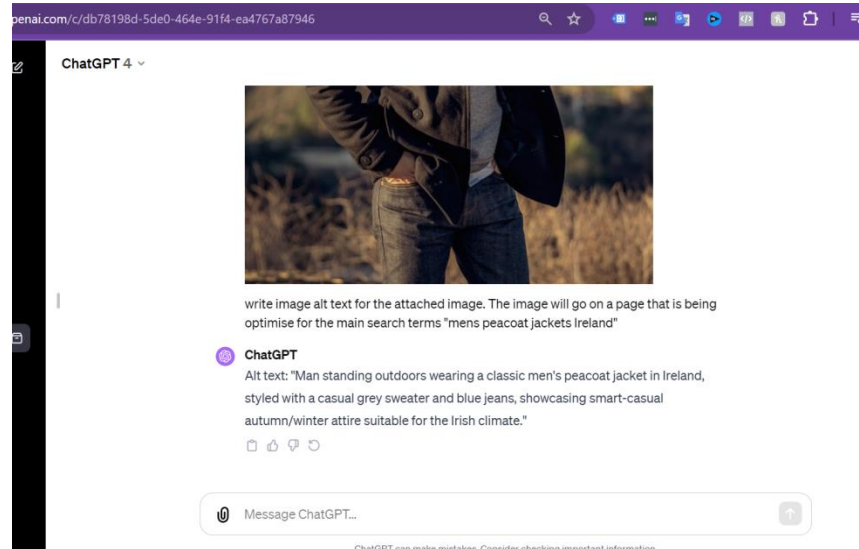 penai.com/c/db78198d-5de0-464e-91f4-ea4767a87946
ChatGPT 4
write image alt text for the attached image. The image will go on a page that is being
optimise for the main search terms "mens peacoat jackets Ireland"
ChatGPT
Alt text: "Man standing outdoors wearing a classic men's peacoat jacket in Ireland,
styled with a casual grey sweater and blue jeans, showcasing smart-casual
autumn/winter attire suitable for the Irish climate."
Message ChatGPT...
ChatGPT can make mistakes. Consider checking important information.